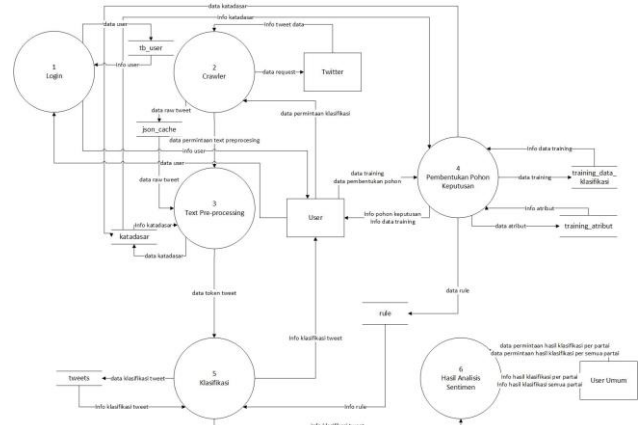 data katadasar
info katadasar
data user
info tweet data
tb_user
info user
1
Login
2
Crawler
data request
Twitter
data raw tweet
json_cache
data permintaan klasifikasi
data permintaan text preprocessing
info user
data user
data raw tweet
3
Text Pre-processing
info katadasar
katadasar
data katadasar
User
data training
data pembentukan pohon
info pohon keputusan
Info data training
4
Pembentukan Pohon
Keputusan
info data training
data training
training_data_
klasifikasi
info atribut
data atribut
training_atribut
data token tweet
data rule
rule
info klasifikasi tweet
tweets
data klasifikasi tweet
info klasifikasi tweet
5
Klasifikasi
info rule
6
Hasil Analisis
Sentimen
data permintaan hasil klasifikasi per partai
data permintaan hasil klasifikasi per semua partai
Info hasil klasifikasi per partai
Info hasil klasifikasi semua partai
User Umum